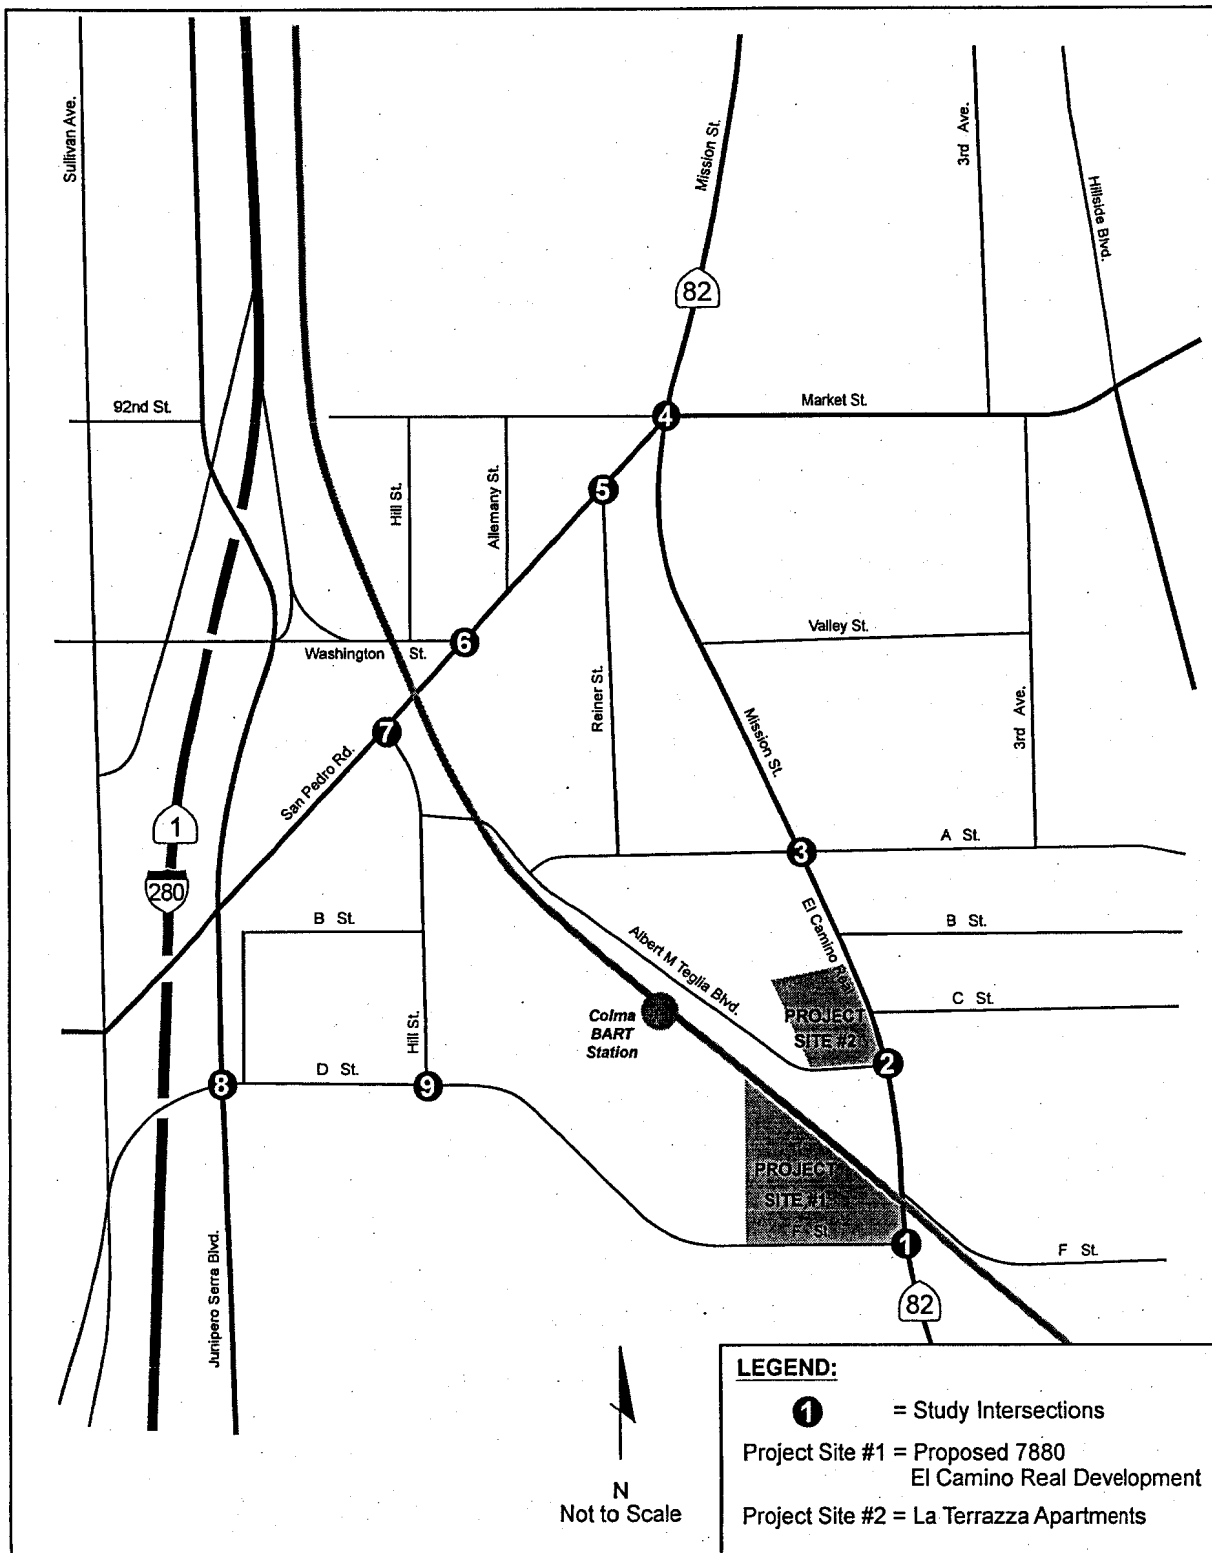 Sullivan Ave.
Mission St.
3rd Ave.
Hillside Blvd.
82
92nd St.
Market St.
4
5
Hill St.
Allemany St.
6
Washington St.
Valley St.
Reiner St.
3rd Ave.
7
Mission St.
San Pedro Rd.
1
280
3
A St.
El Camino Real
B St.
B St.
Albert M Teglia Blvd.
C St.
Colma
BART
Station
PROJECT
SITE #2
Hill St.
2
8
D St.
9
PROJECT
SITE #1
F St.
1
F St.
Junipero Serra Blvd.
82
N
Not to Scale
LEGEND:
1 = Study Intersections
Project Site #1 = Proposed 7880
El Camino Real Development
Project Site #2 = La Terrazza Apartments